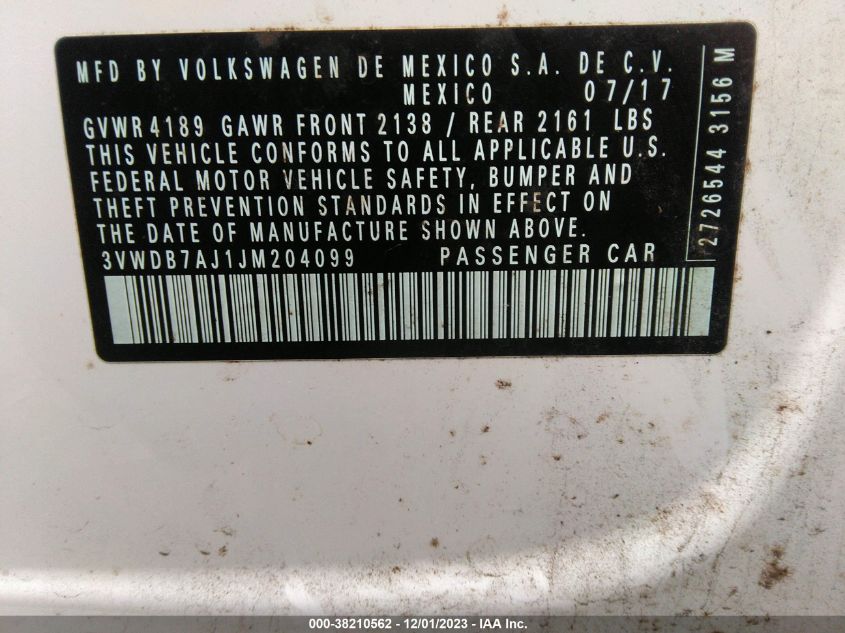 MFD BY VOLKSWAGEN DE MEXICO S.A. DE C.V.
MEXICO 07/17
GVWR 4189 GAWR FRONT 2138 / REAR 2161 LBS
THIS VEHICLE CONFORMS TO ALL APPLICABLE U.S.
FEDERAL MOTOR VEHICLE SAFETY, BUMPER AND
THEFT PREVENTION STANDARDS IN EFFECT ON
THE DATE OF MANUFACTURE SHOWN ABOVE.
3VWDB7AJ1JM204099 PASSENGER CAR
2726544 3156 M
000-38210562 - 12/01/2023 - IAA Inc.